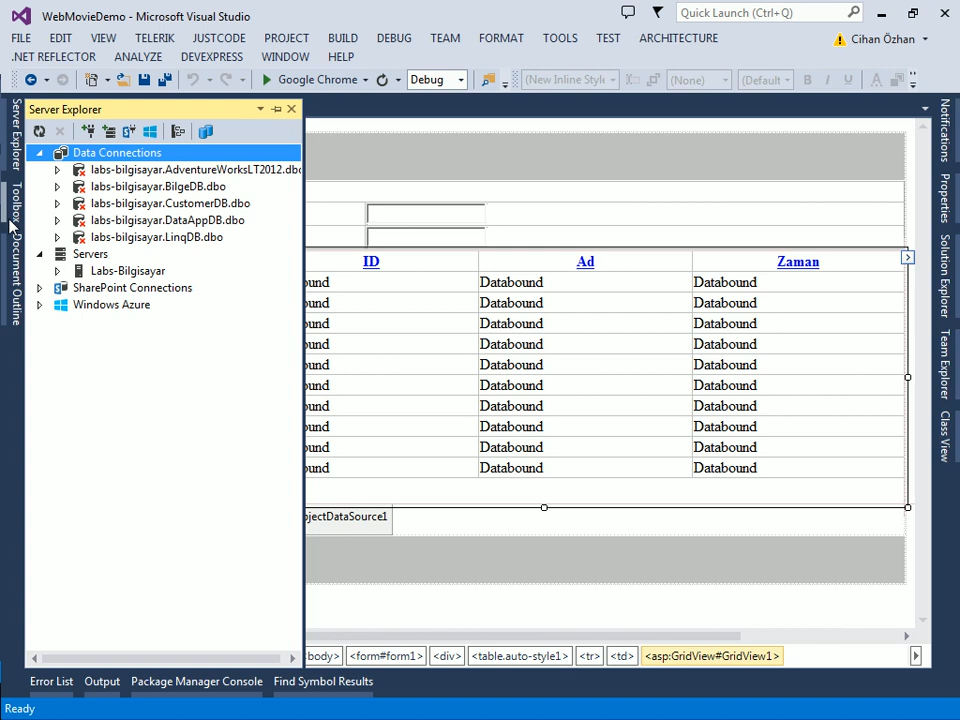 WebMovieDemo - Microsoft Visual Studio
Quick Launch (Ctrl+Q)
FILE EDIT VIEW TELERIK JUSTCODE PROJECT BUILD DEBUG TEAM FORMAT TOOLS TEST ARCHITECTURE Cihan Özhan
.NET REFLECTOR ANALYZE DEVEXPRESS WINDOW HELP
Google Chrome Debug (New Inline Style (None) (Default B I U A
Server Explorer
Toolbox
Document Outline
Server Explorer
Data Connections
labs-bilgisayar.AdventureWorksLT2012.dbo
labs-bilgisayar.BilgeDB.dbo
labs-bilgisayar.CustomerDB.dbo
labs-bilgisayar.DataAppDB.dbo
labs-bilgisayar.LinqDB.dbo
Servers
Labs-Bilgisayar
SharePoint Connections
Windows Azure
ID Ad Zaman
ound Databound Databound
ound Databound Databound
ound Databound Databound
ound Databound Databound
ound Databound Databound
ound Databound Databound
ound Databound Databound
ound Databound Databound
ound Databound Databound
ound Databound Databound
ojectDataSource1
<body> <form#form1> <div> <table.auto-style1> <tr> <td> <asp:GridView#GridView1>
Notifications
Properties
Solution Explorer
Team Explorer
Class View
Error List Output Package Manager Console Find Symbol Results
Ready